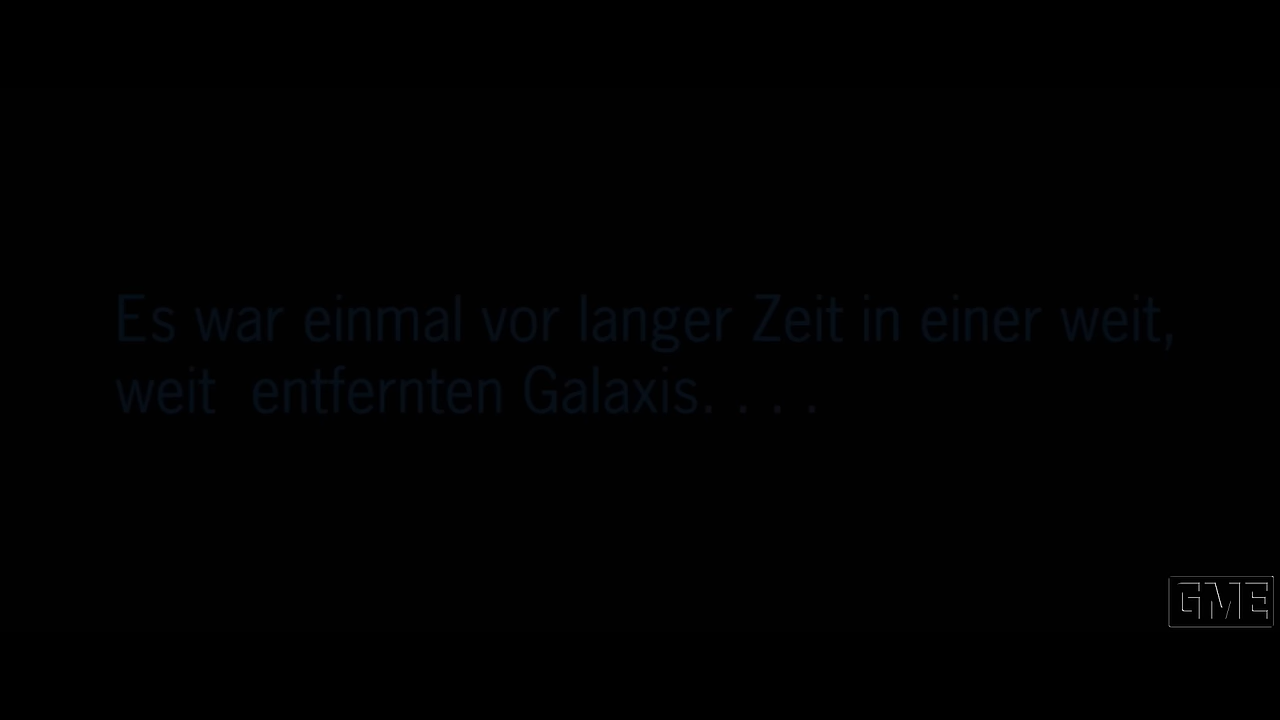 Es war einmal vor langer Zeit in einer weit,
weit  entfernten Galaxis. . . .
GME